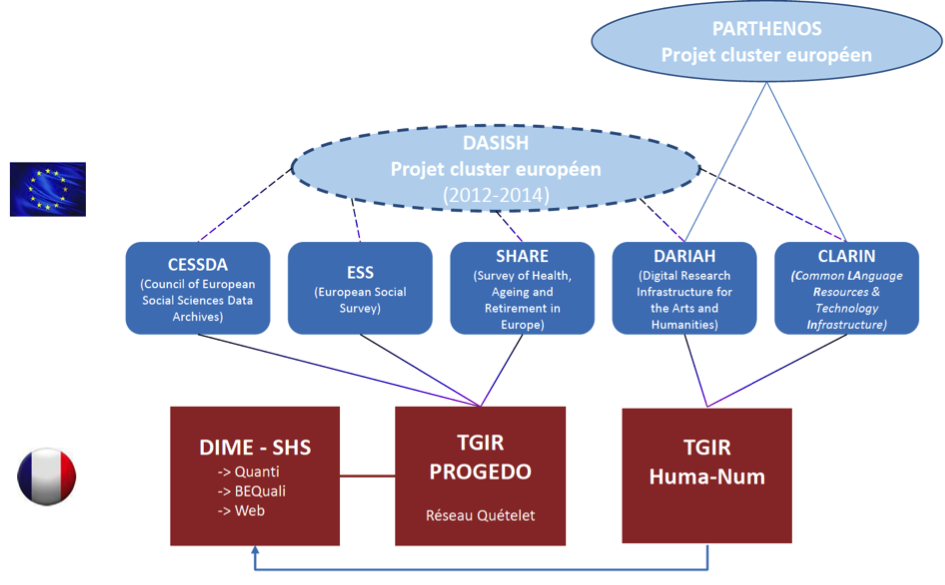 PARTHENOS
Projet cluster européen
DASISH
Projet cluster européen
(2012-2014)
CESSDA
(Council of European
Social Sciences Data
Archives)
ESS
(European Social
Survey)
SHARE
(Survey of Health,
Ageing and
Retirement in
Europe)
DARIAH
(Digital Research
Infrastructure for
the Arts and
Humanities)
CLARIN
(Common LAnguage
Resources &
Technology
Infrastructure)
DIME - SHS
-> Quanti
-> BEQuali
-> Web
TGIR
PROGEDO
Réseau Quételet
TGIR
Huma-Num